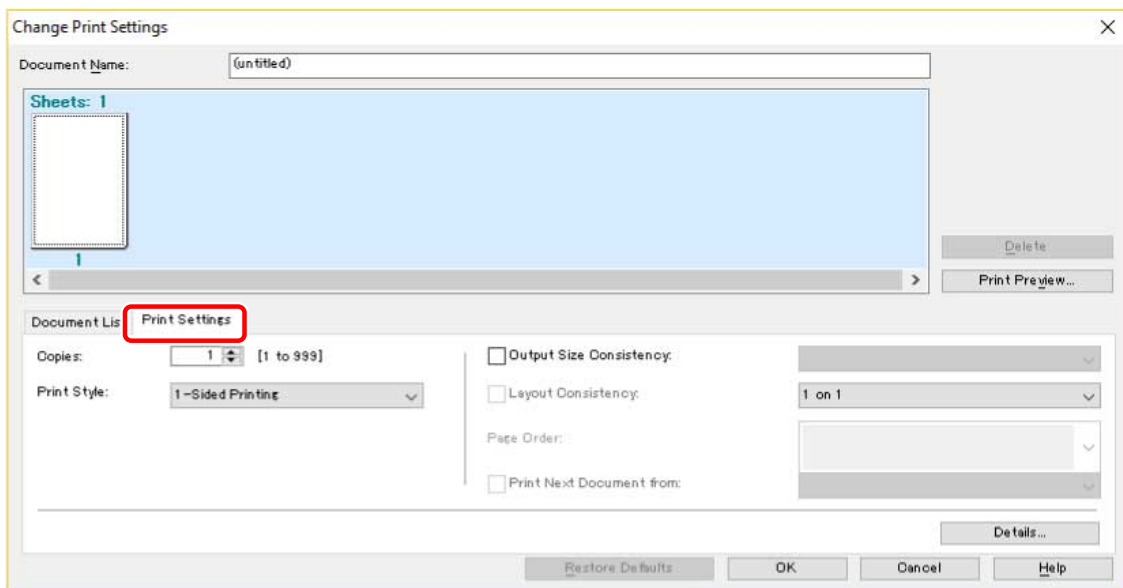 Change Print Settings
Document Name: (untitled)
Sheets: 1
1
Delete
Print Preview...
Document Lis Print Settings
Copies: 1 [1 to 999] Output Size Consistency:
Print Style: 1-Sided Printing Layout Consistency: 1 on 1
Page Order:
Print Next Document from:
Details...
Restore Defaults OK Cancel Help